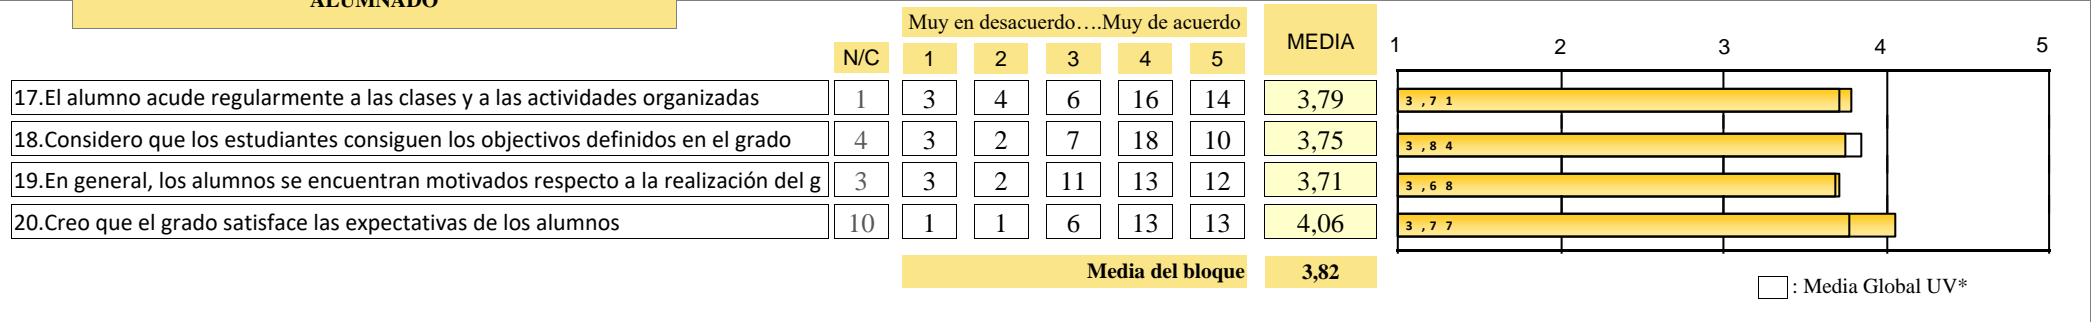 ALUMNADO
Muy en desacuerdo….Muy de acuerdo
MEDIA
N/C 1 2 3 4 5
1 2 3 4 5
17.El alumno acude regularmente a las clases y a las actividades organizadas 1 3 4 6 16 14 3,79 3,71
18.Considero que los estudiantes consiguen los objectivos definidos en el grado 4 3 2 7 18 10 3,75 3,84
19.En general, los alumnos se encuentran motivados respecto a la realización del g 3 3 2 11 13 12 3,71 3,68
20.Creo que el grado satisface las expectativas de los alumnos 10 1 1 6 13 13 4,06 3,77
Media del bloque 3,82
: Media Global UV*